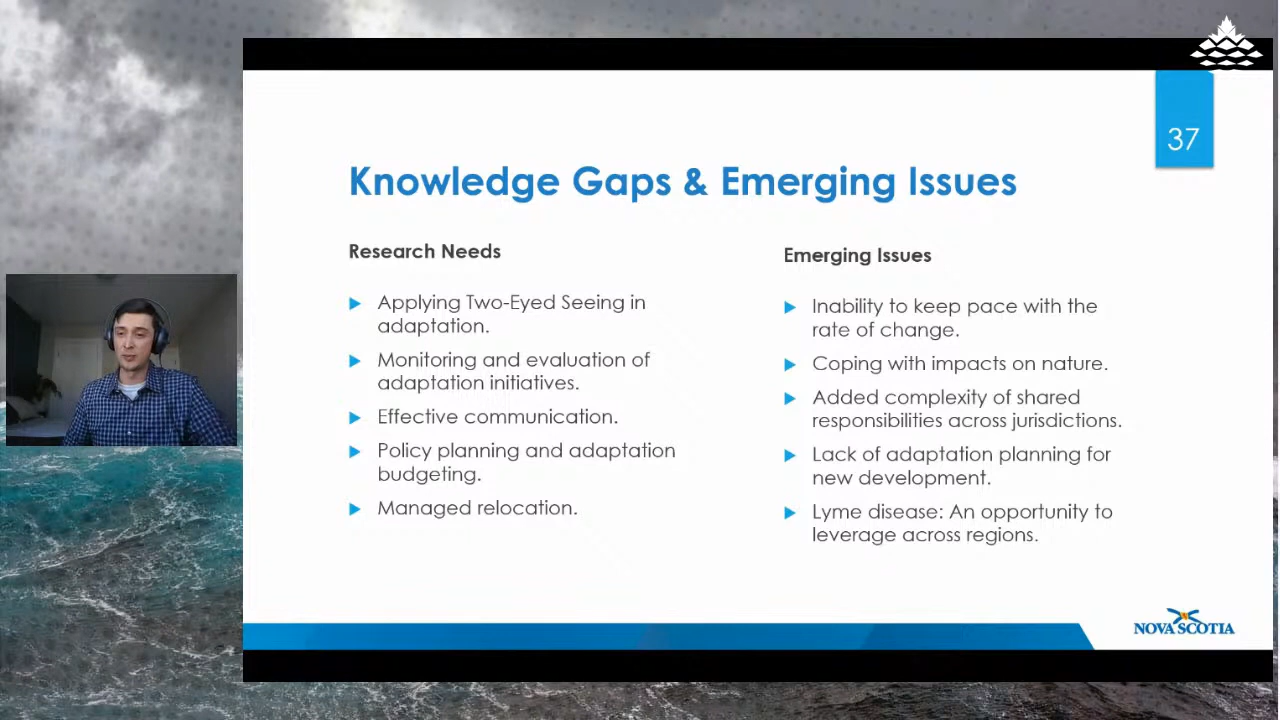 37
Knowledge Gaps & Emerging Issues
Research Needs
▶ Applying Two-Eyed Seeing in
adaptation.
▶ Monitoring and evaluation of
adaptation initiatives.
▶ Effective communication.
▶ Policy planning and adaptation
budgeting.
▶ Managed relocation.
Emerging Issues
▶ Inability to keep pace with the
rate of change.
▶ Coping with impacts on nature.
▶ Added complexity of shared
responsibilities across jurisdictions.
▶ Lack of adaptation planning for
new development.
▶ Lyme disease: An opportunity to
leverage across regions.
NOVA SCOTIA